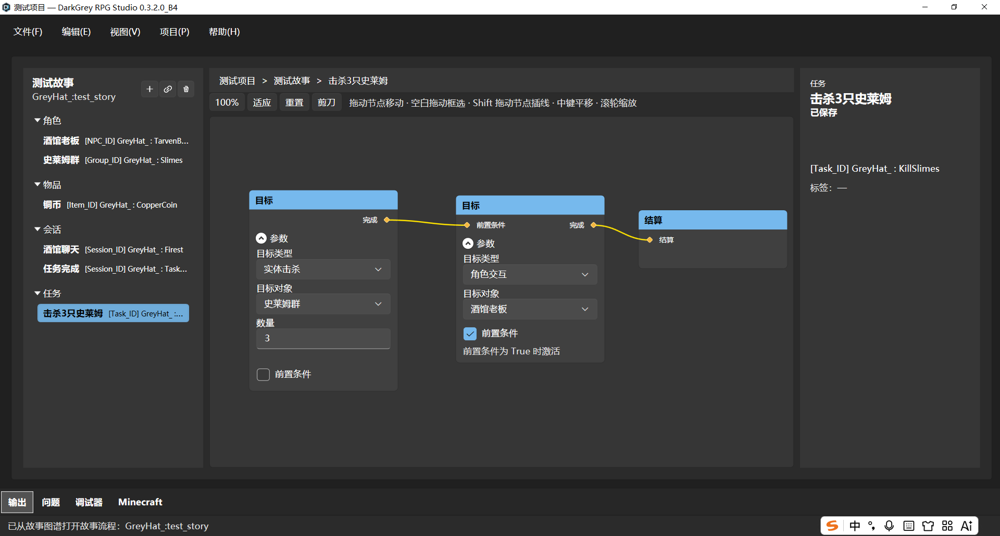 测试项目 — DarkGrey RPG Studio 0.3.2.0_B4
文件(F) 编辑(E) 视图(V) 项目(P) 帮助(H)
测试故事
GreyHat_:test_story
角色
酒馆老板 [NPC_ID] GreyHat_ : TarvenB...
史莱姆群 [Group_ID] GreyHat_ : Slimes
物品
铜币 [Item_ID] GreyHat_ : CopperCoin
会话
酒馆聊天 [Session_ID] GreyHat_ : Firest
任务完成 [Session_ID] GreyHat_ : Task...
任务
击杀3只史莱姆 [Task_ID] GreyHat_ :...
测试项目 > 测试故事 > 击杀3只史莱姆
100% 适应 重置 剪刀 拖动节点移动 · 空白拖动框选 · Shift 拖动节点插线 · 中键平移 · 滚轮缩放
目标
完成
参数
目标类型
实体击杀
目标对象
史莱姆群
数量
3
前置条件
目标
前置条件 完成
参数
目标类型
角色交互
目标对象
酒馆老板
前置条件
前置条件为 True 时激活
结算
结算
任务
击杀3只史莱姆
已保存
[Task_ID] GreyHat_ : KillSlimes
标签: —
输出 问题 调试器 Minecraft
已从故事图谱打开故事流程: GreyHat_:test_story
中